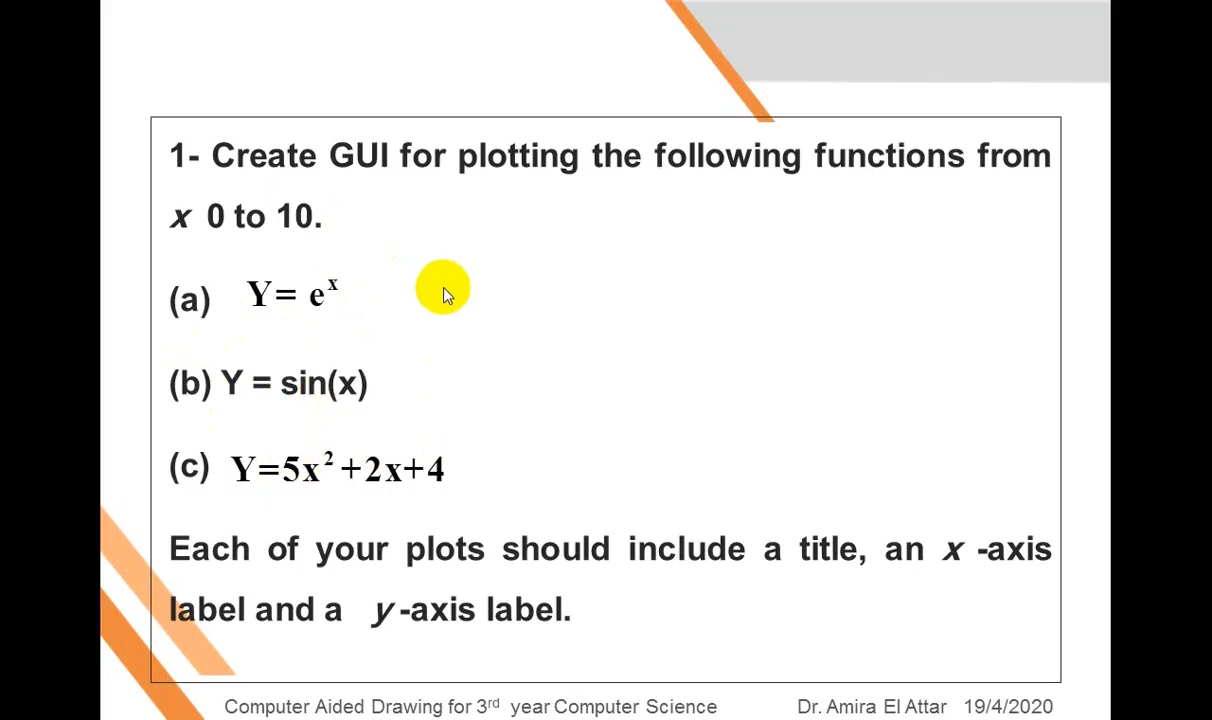 1- Create GUI for plotting the following functions from
x 0 to 10.
(a) Y= eˣ
(b) Y = sin(x)
(c) Y=5x²+2x+4
Each of your plots should include a title, an x -axis
label and a y -axis label.
Computer Aided Drawing for 3rd year Computer Science Dr. Amira El Attar 19/4/2020